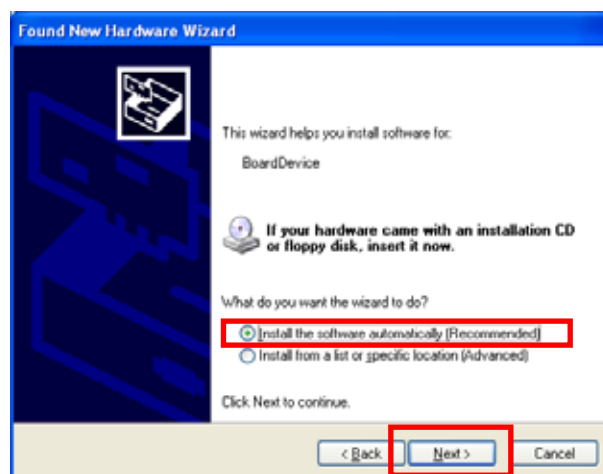 Found New Hardware Wizard
This wizard helps you install software for:
BoardDevice
If your hardware came with an installation CD
or floppy disk, insert it now.
What do you want the wizard to do?
Install the software automatically (Recommended)
Install from a list or specific location (Advanced)
Click Next to continue.
< Back Next > Cancel